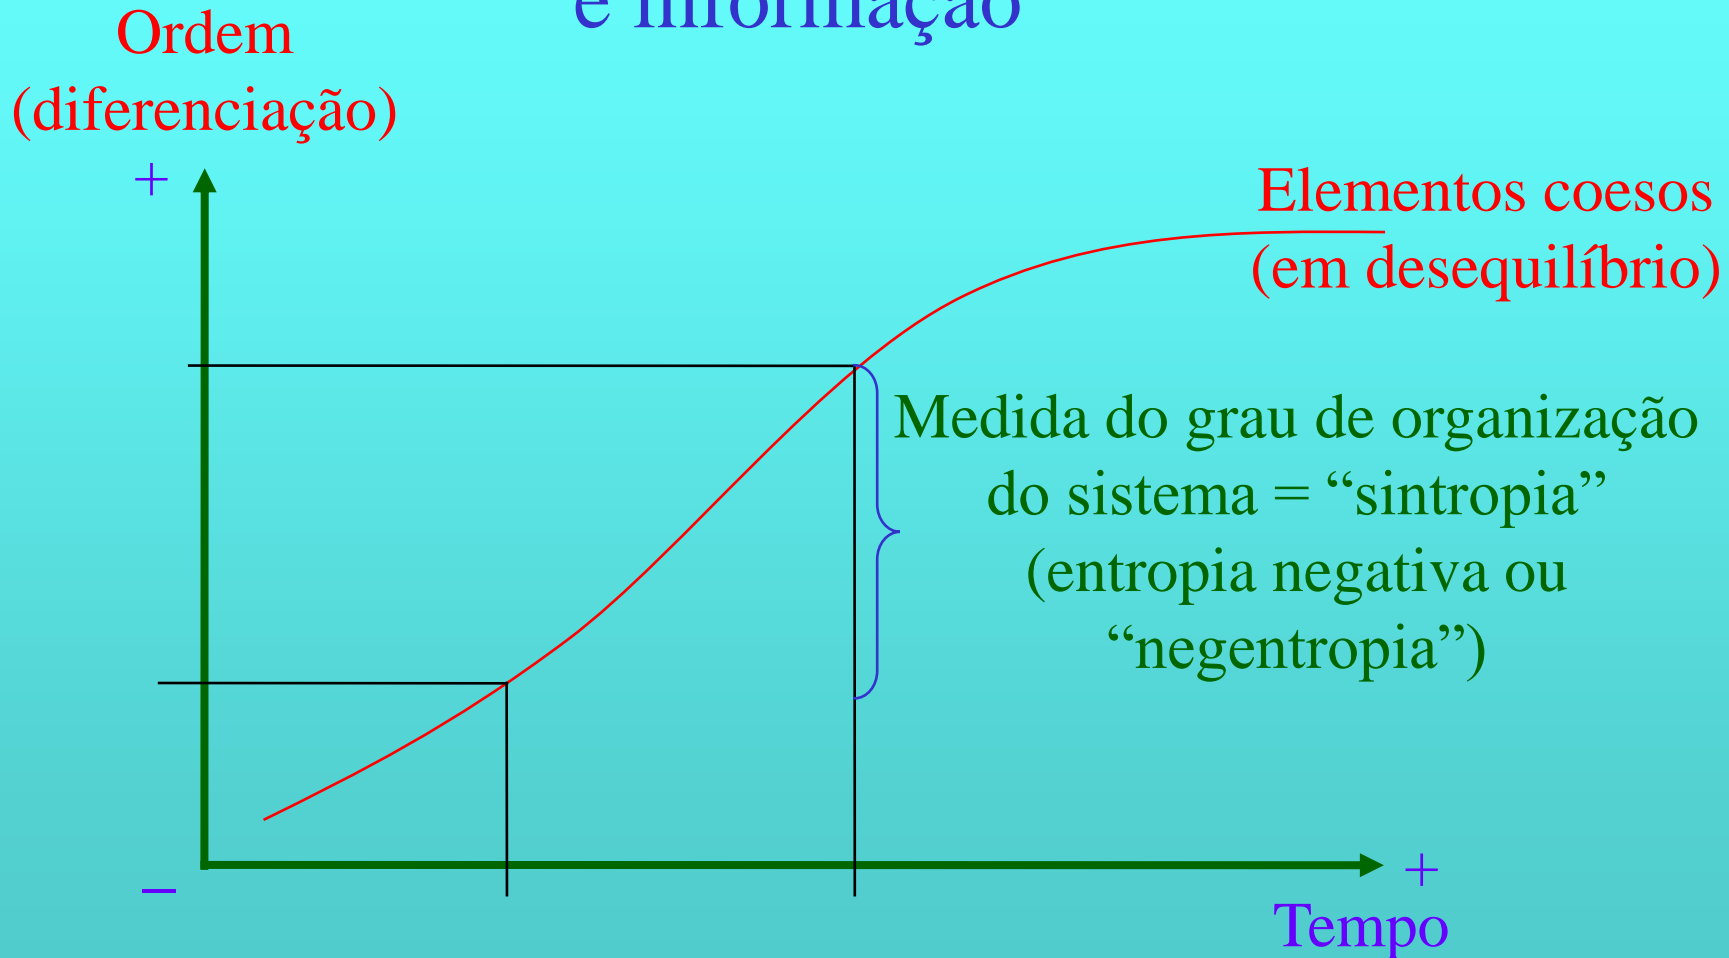 e informação
Ordem
(diferenciação)
+
Elementos coesos
(em desequilíbrio)
Medida do grau de organização
do sistema = “sintropia”
(entropia negativa ou
“negentropia”)
–
+
Tempo